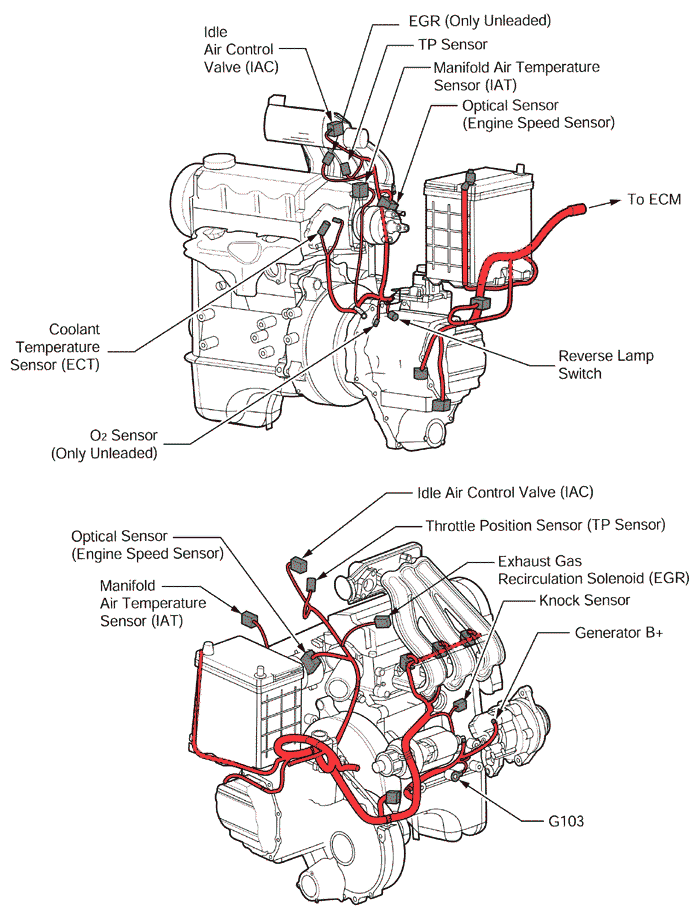 EGR (Only Unleaded)
Idle
Air Control
Valve (IAC)
TP Sensor
Manifold Air Temperature
Sensor (IAT)
Optical Sensor
(Engine Speed Sensor)
To ECM
Coolant
Temperature
Sensor (ECT)
Reverse Lamp
Switch
O2 Sensor
(Only Unleaded)
Idle Air Control Valve (IAC)
Throttle Position Sensor (TP Sensor)
Optical Sensor
(Engine Speed Sensor)
Exhaust Gas
Recirculation Solenoid (EGR)
Manifold
Air Temperature
Sensor (IAT)
Knock Sensor
Generator B+
G103